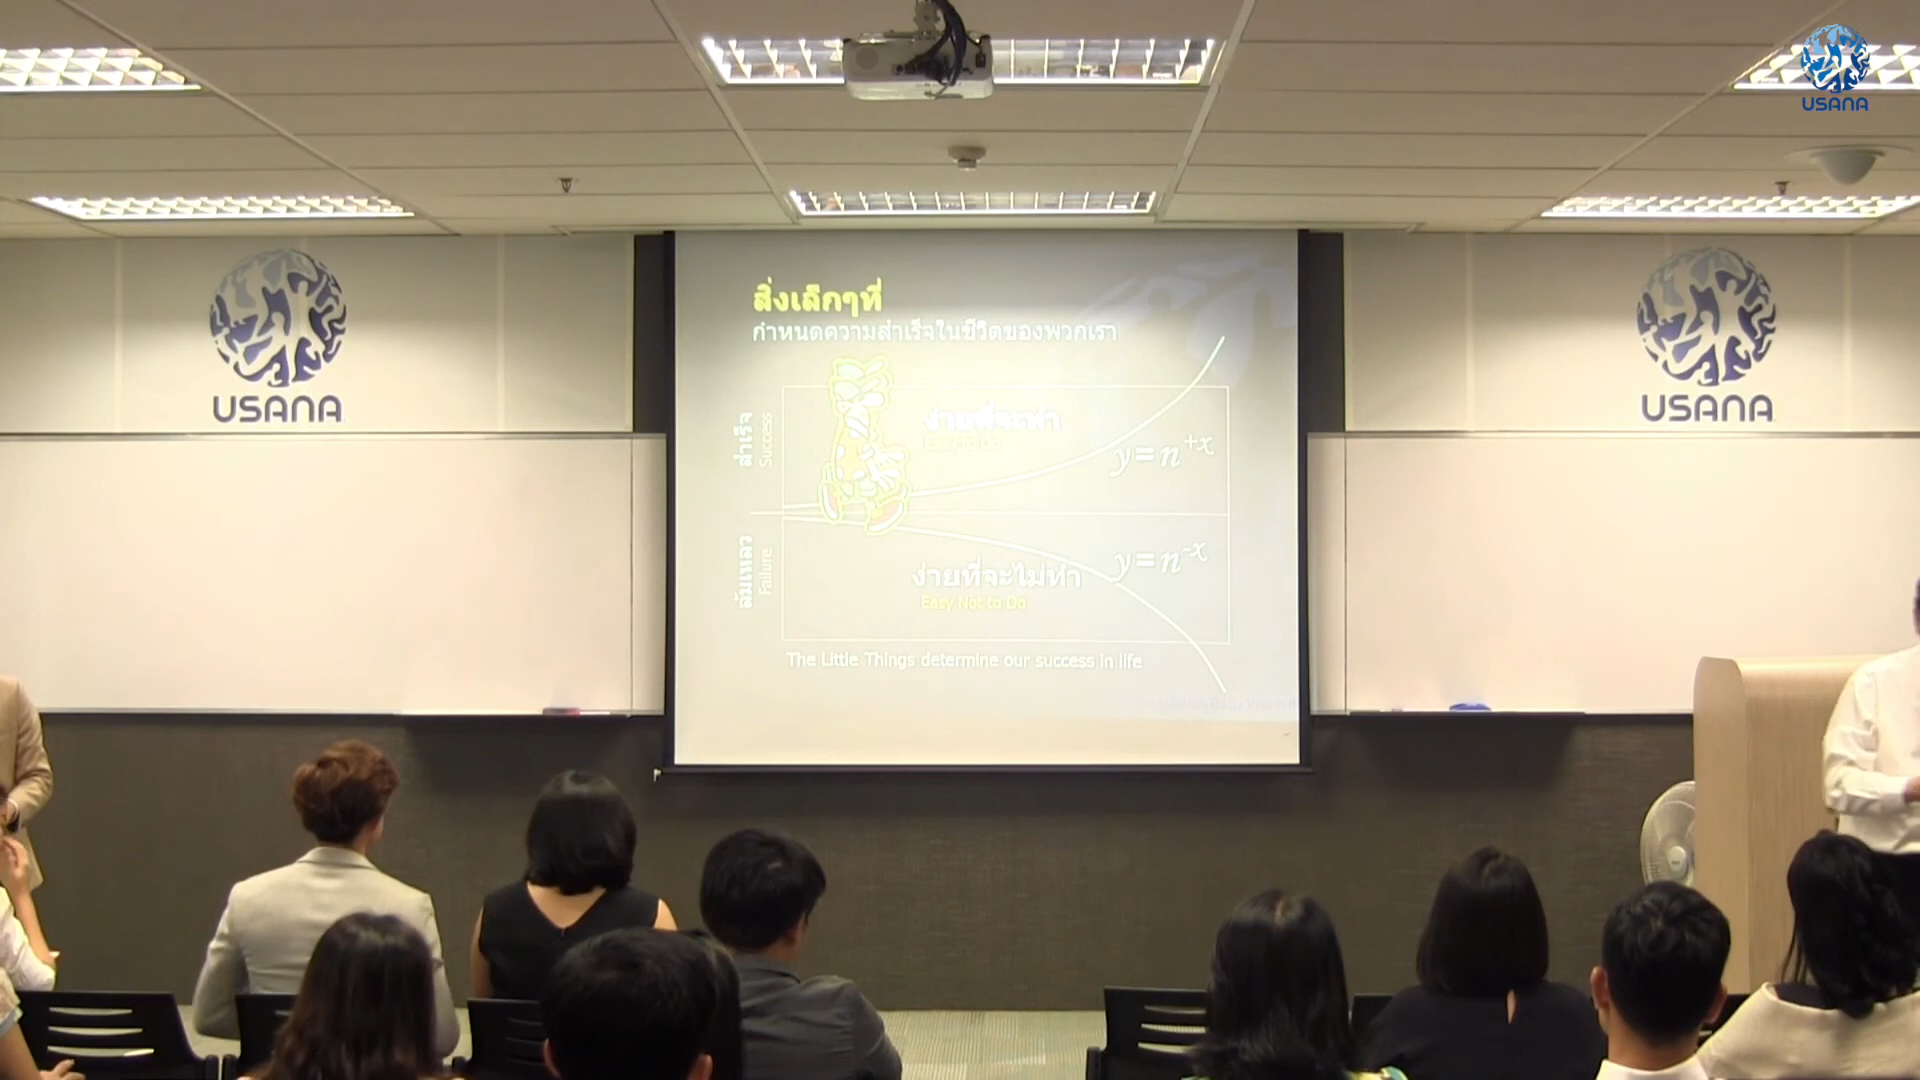 USANA
USANA
USANA
สิ่งเล็กๆที่
กำหนดความสำเร็จในชีวิตของพวกเรา
สำเร็จ
Success
ง่ายที่จะทำ
Easy to Do
y=n^{+x}
ล้มเหลว
Failure
ง่ายที่จะไม่ทำ
Easy Not to Do
y=n^{-x}
The Little Things determine our success in life